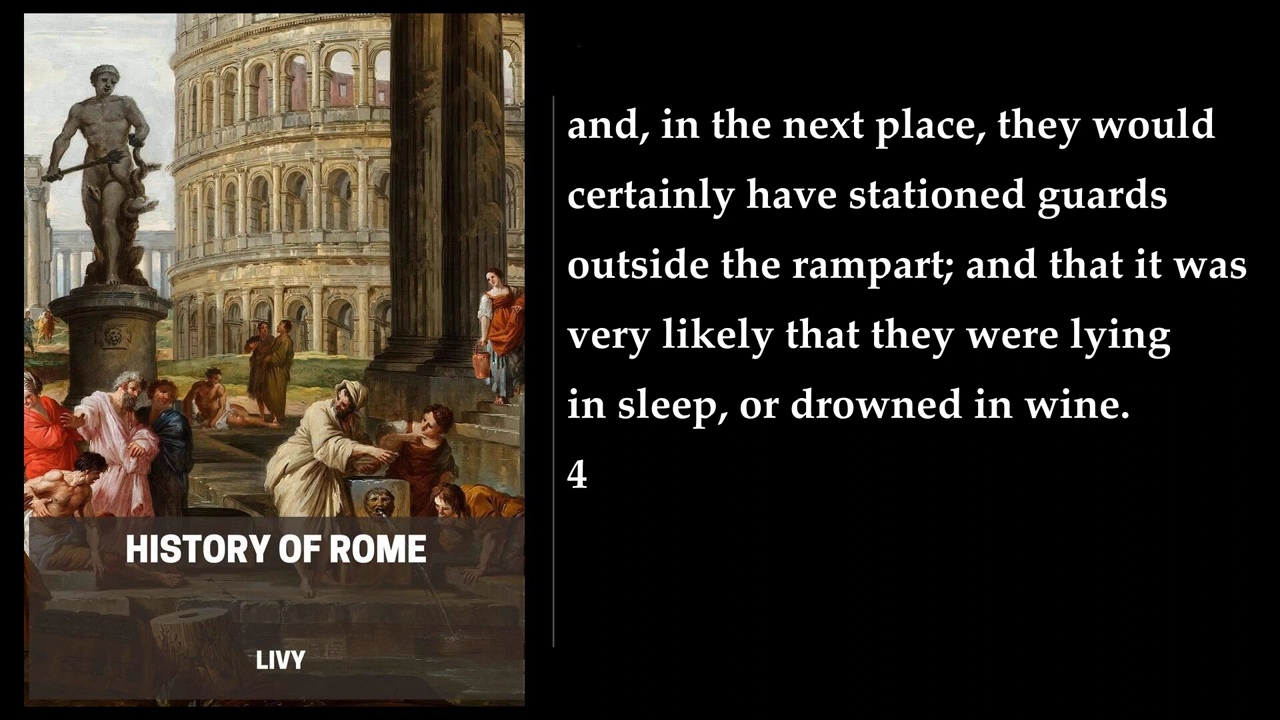 HISTORY OF ROME
LIVY
and, in the next place, they would
certainly have stationed guards
outside the rampart; and that it was
very likely that they were lying
in sleep, or drowned in wine.
4